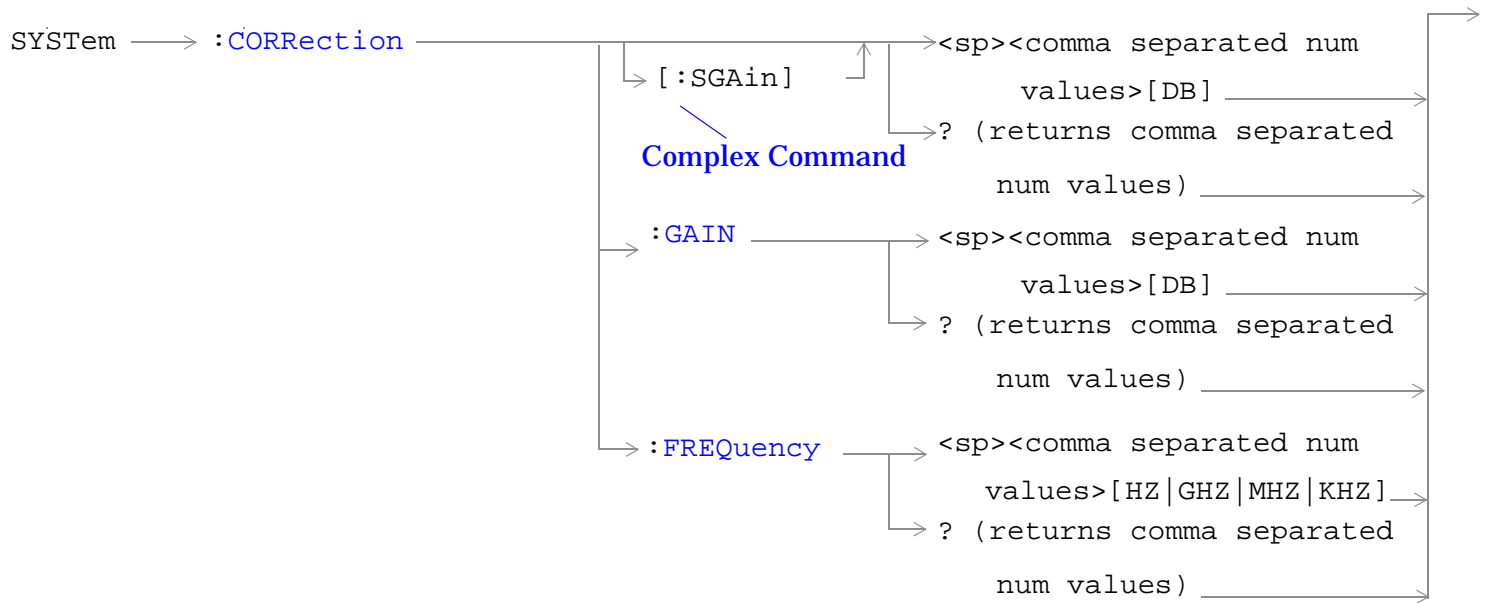 SYSTem :CORRection <sp><comma separated num
[:SGAin]
values>[DB]
? (returns comma separated
Complex Command
num values)
:GAIN <sp><comma separated num
values>[DB]
? (returns comma separated
num values)
:FREQuency <sp><comma separated num
values>[HZ|GHZ|MHZ|KHZ]
? (returns comma separated
num values)